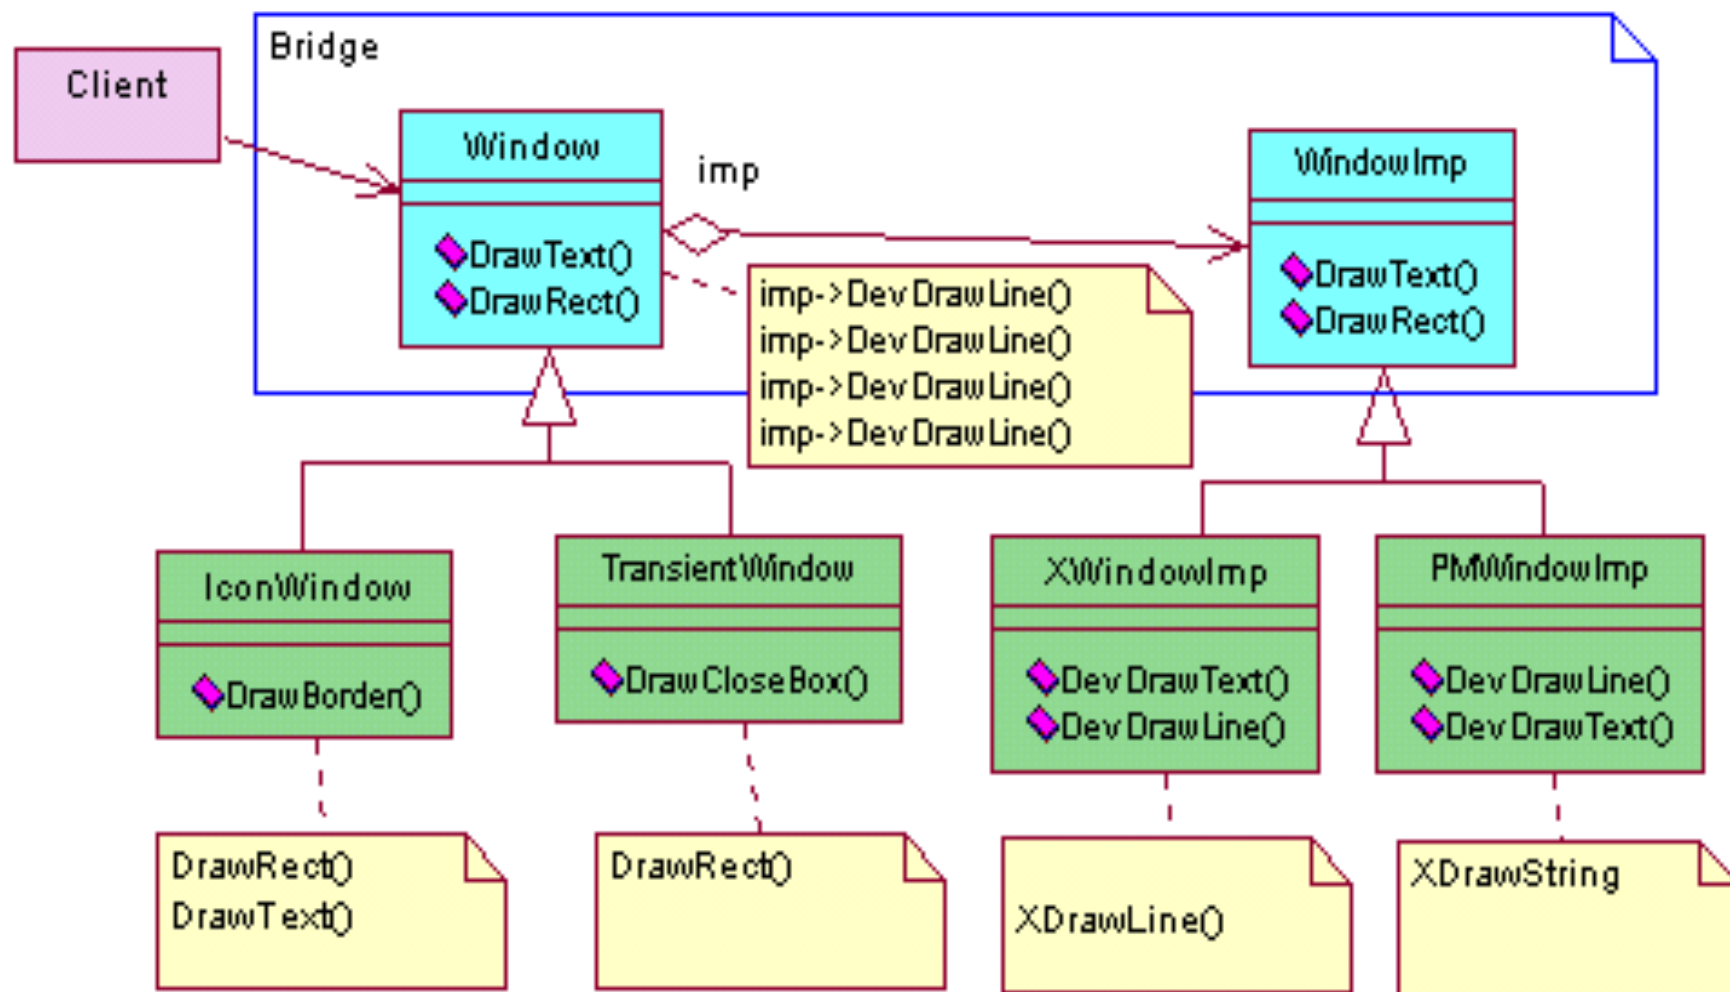 Bridge
Client
Window
DrawText()
DrawRect()
imp
WindowImp
DrawText()
DrawRect()
imp->DevDrawLine()
imp->DevDrawLine()
imp->DevDrawLine()
imp->DevDrawLine()
IconWindow
DrawBorder()
TransientWindow
DrawCloseBox()
XWindowImp
DevDrawText()
DevDrawLine()
PMWindowImp
DevDrawLine()
DevDrawText()
DrawRect()
DrawText()
DrawRect()
XDrawLine()
XDrawString